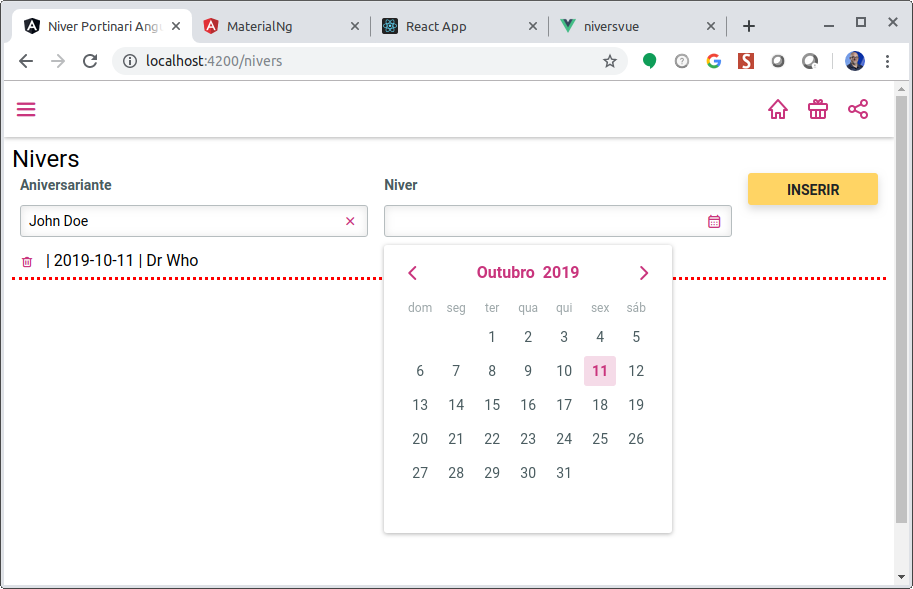 Niver Portinari Angu
MaterialNg
React App
niversvue
localhost:4200/nivers
Nivers
Aniversariante
Niver
INSERIR
John Doe
| 2019-10-11 | Dr Who
Outubro 2019
dom seg ter qua qui sex sáb
1 2 3 4 5
6 7 8 9 10 11 12
13 14 15 16 17 18 19
20 21 22 23 24 25 26
27 28 29 30 31